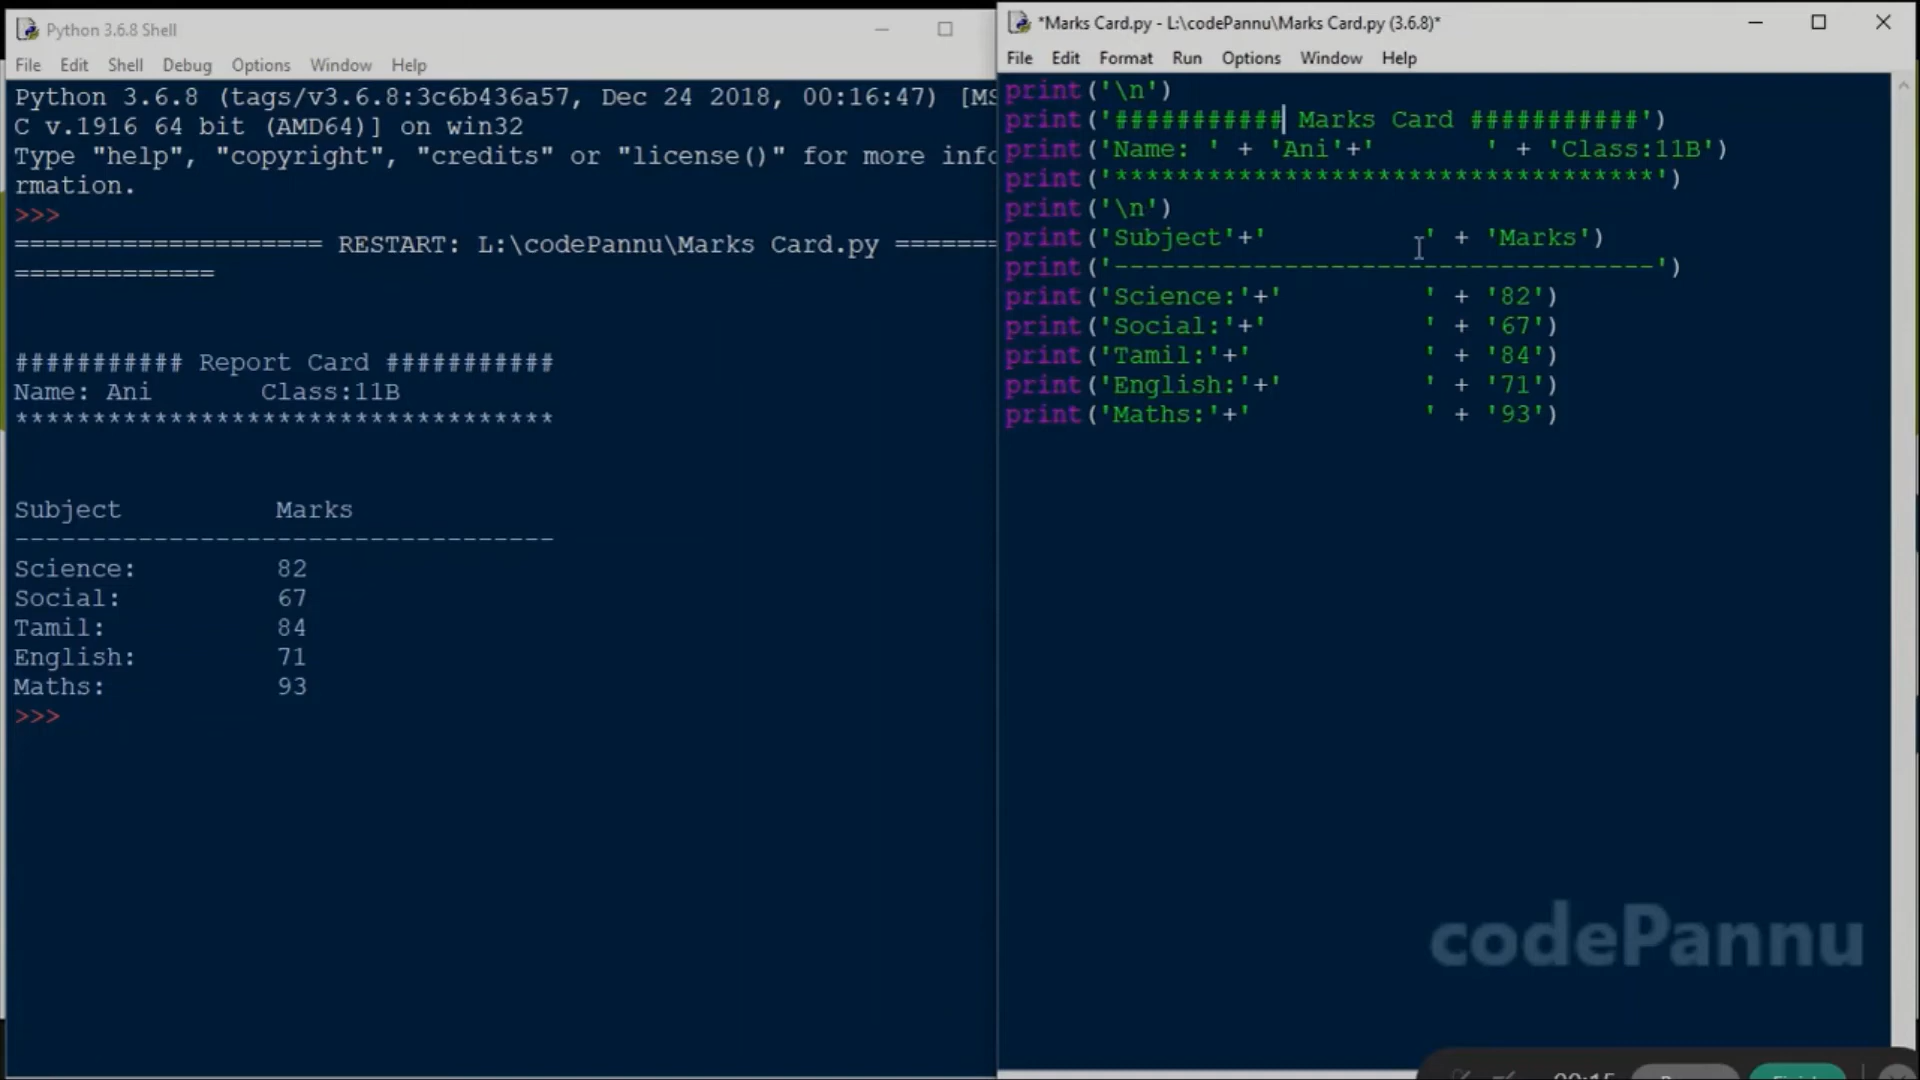 Python 3.6.8 Shell
File Edit Shell Debug Options Window Help
Python 3.6.8 (tags/v3.6.8:3c6b436a57, Dec 24 2018, 00:16:47) [MS
C v.1916 64 bit (AMD64)] on win32
Type "help", "copyright", "credits" or "license()" for more info
rmation.
>>>
==================== RESTART: L:\codePannu\Marks Card.py =======
=============
########### Report Card ###########
Name: Ani       Class:11B
***********************************
Subject          Marks
-----------------------------------
Science:         82
Social:          67
Tamil:           84
English:         71
Maths:           93
>>>
*Marks Card.py - L:\codePannu\Marks Card.py (3.6.8)*
File Edit Format Run Options Window Help
print('\n')
print('########### Marks Card ###########')
print('Name: ' + 'Ani'+'       ' + 'Class:11B')
print('***********************************')
print('\n')
print('Subject'+'          ' + 'Marks')
print('-----------------------------------')
print('Science:'+'         ' + '82')
print('Social:'+'          ' + '67')
print('Tamil:'+'           ' + '84')
print('English:'+'         ' + '71')
print('Maths:'+'           ' + '93')
codePannu